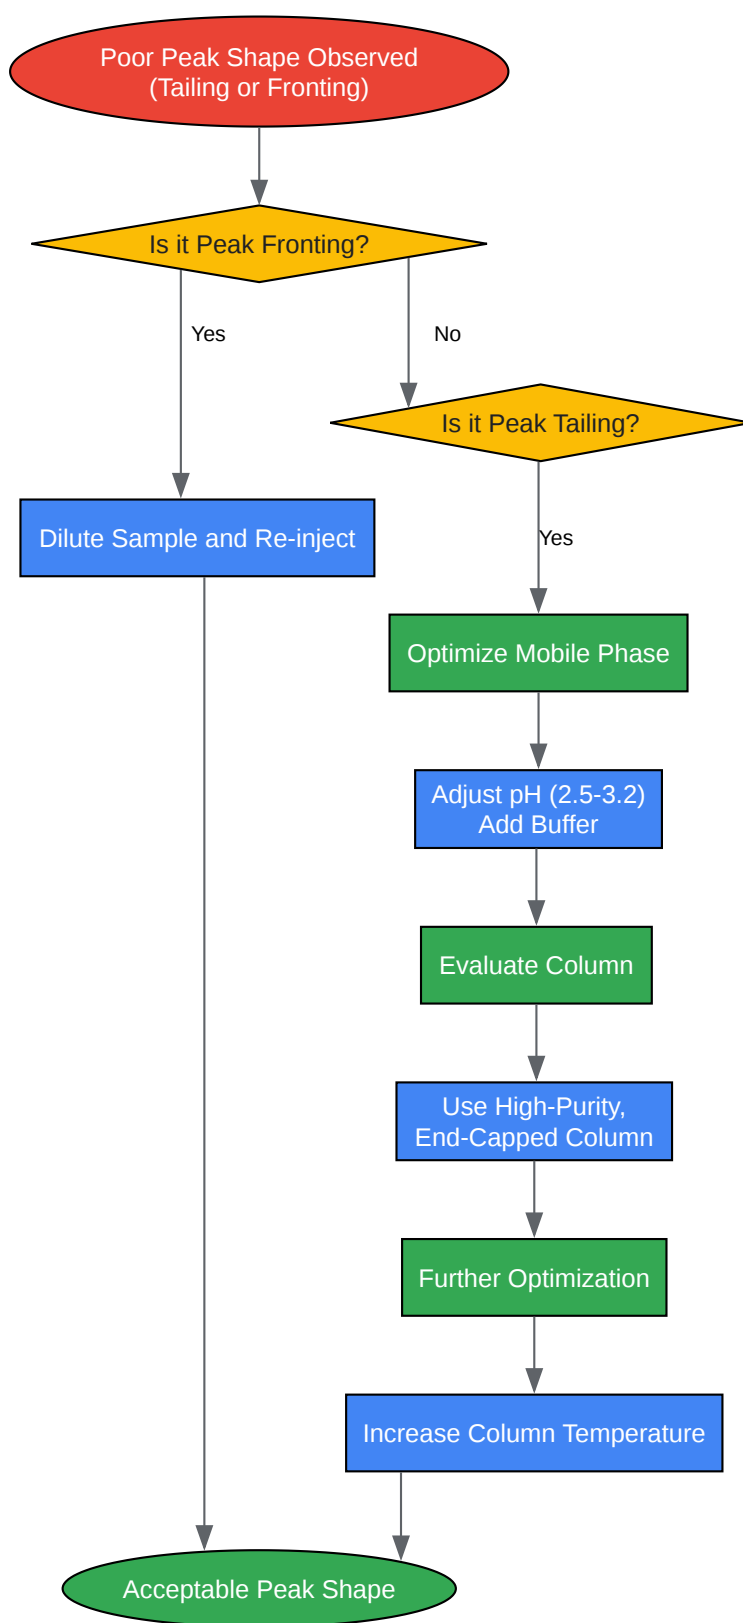 Poor Peak Shape Observed
(Tailing or Fronting)
Is it Peak Fronting?
Yes
No
Is it Peak Tailing?
Dilute Sample and Re-inject
Yes
Optimize Mobile Phase
Adjust pH (2.5-3.2)
Add Buffer
Evaluate Column
Use High-Purity,
End-Capped Column
Further Optimization
Increase Column Temperature
Acceptable Peak Shape